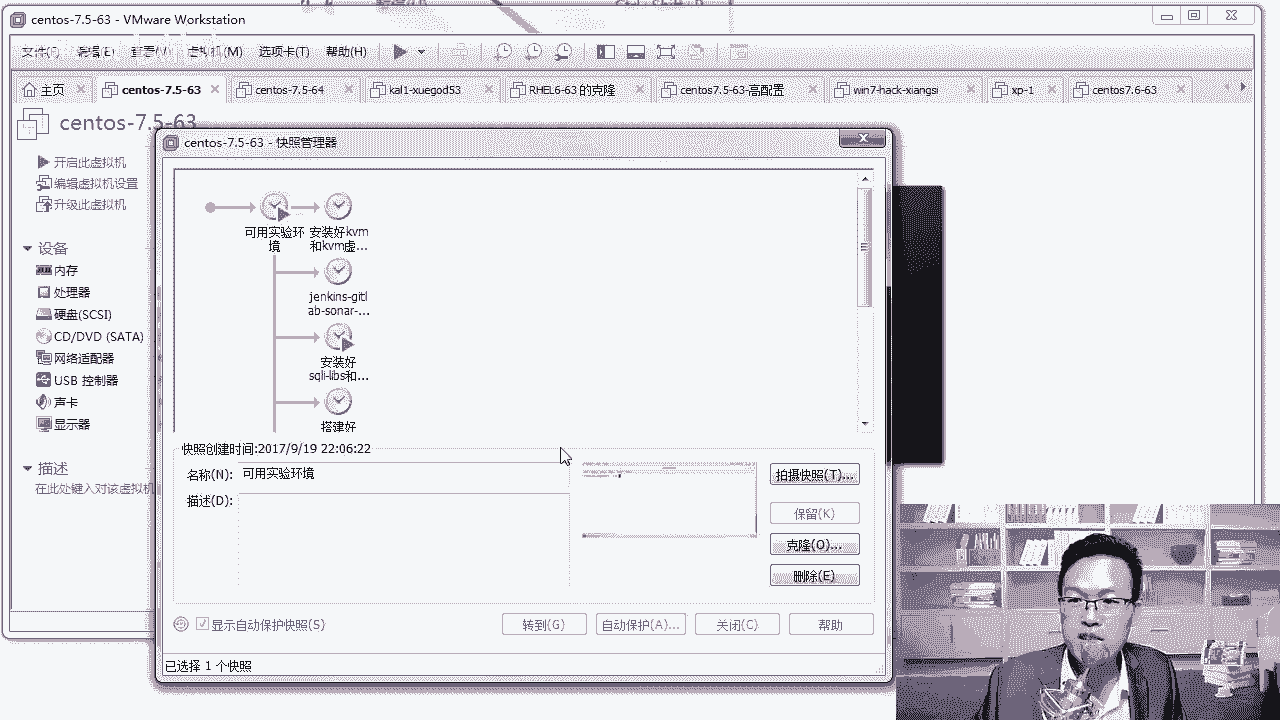 centos-7.5-63 - VMware Workstation
文件(F) 编辑(E) 查看(V) 虚拟机(M) 选项卡(T) 帮助(H)
主页 centos-7.5-63 centos-7.5-64 kal1-xuegod53 RHEL6-63 的克隆 centos7.5-63-高配置 win7-hack-xiangsi xp-1 centos7.6-63
centos-7.5-63
开启此虚拟机
编辑虚拟机设置
升级此虚拟机
设备
内存
处理器
硬盘(SCSI)
CD/DVD (SATA)
网络适配器
USB 控制器
声卡
显示器
描述
在此处键入对该虚拟机
centos-7.5-63 - 快照管理器
可用实验环
境
安装好kvm
和kvm虚...
jenkins-gitl
ab-sonar-...
安装好
sqli-libs和...
搭建好
快照创建时间:2017/9/19 22:06:22
名称(N): 可用实验环境
描述(D):
拍摄快照(T)...
保留(K)
克隆(O)...
删除(E)
显示自动保护快照(S)
转到(G) 自动保护(A)... 关闭(C) 帮助
已选择 1 个快照